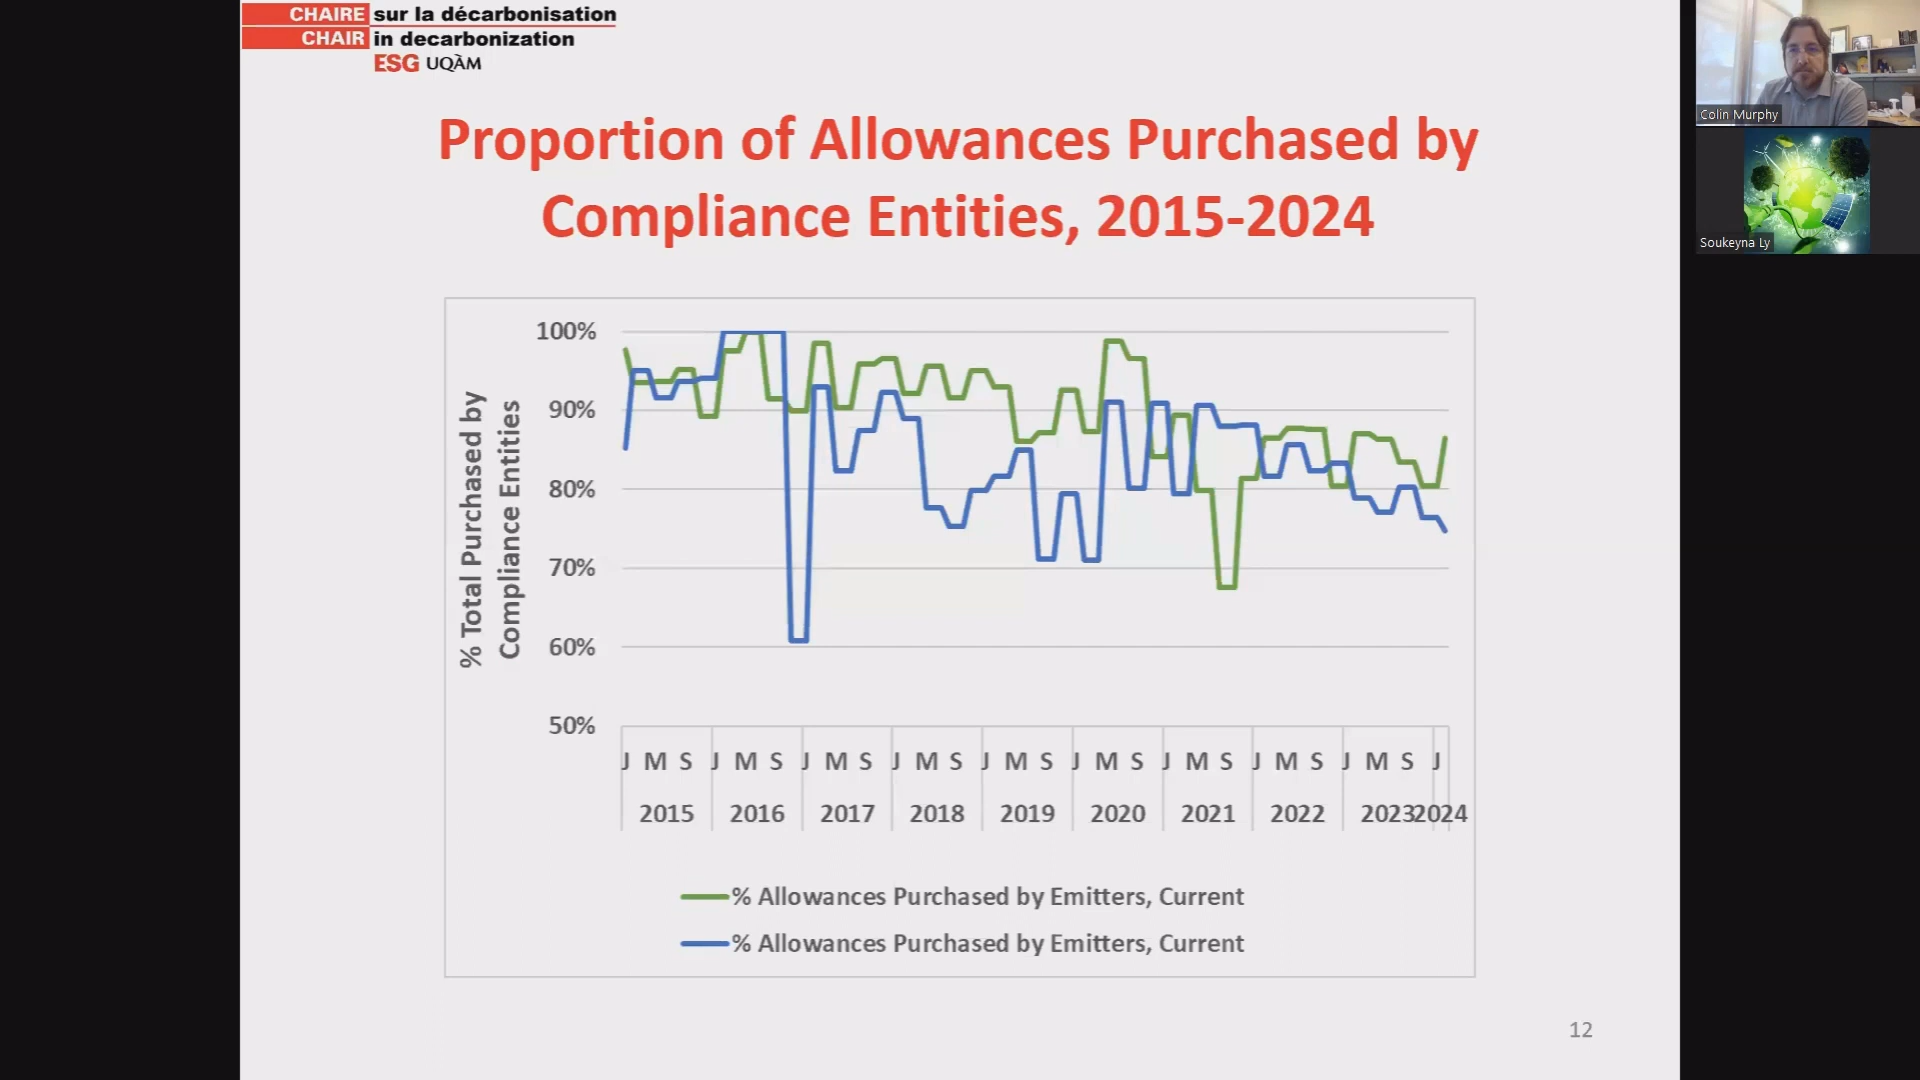 CHAIRE sur la décarbonisation
CHAIR in decarbonization
ESG UQÀM
Proportion of Allowances Purchased by
Compliance Entities, 2015-2024
% Total Purchased by
Compliance Entities
100%
90%
80%
70%
60%
50%
J M S J M S J M S J M S J M S J M S J M S J M S J M S J
2015 2016 2017 2018 2019 2020 2021 2022 2023 2024
% Allowances Purchased by Emitters, Current
% Allowances Purchased by Emitters, Current
12
Colin Murphy
Soukeyna Ly